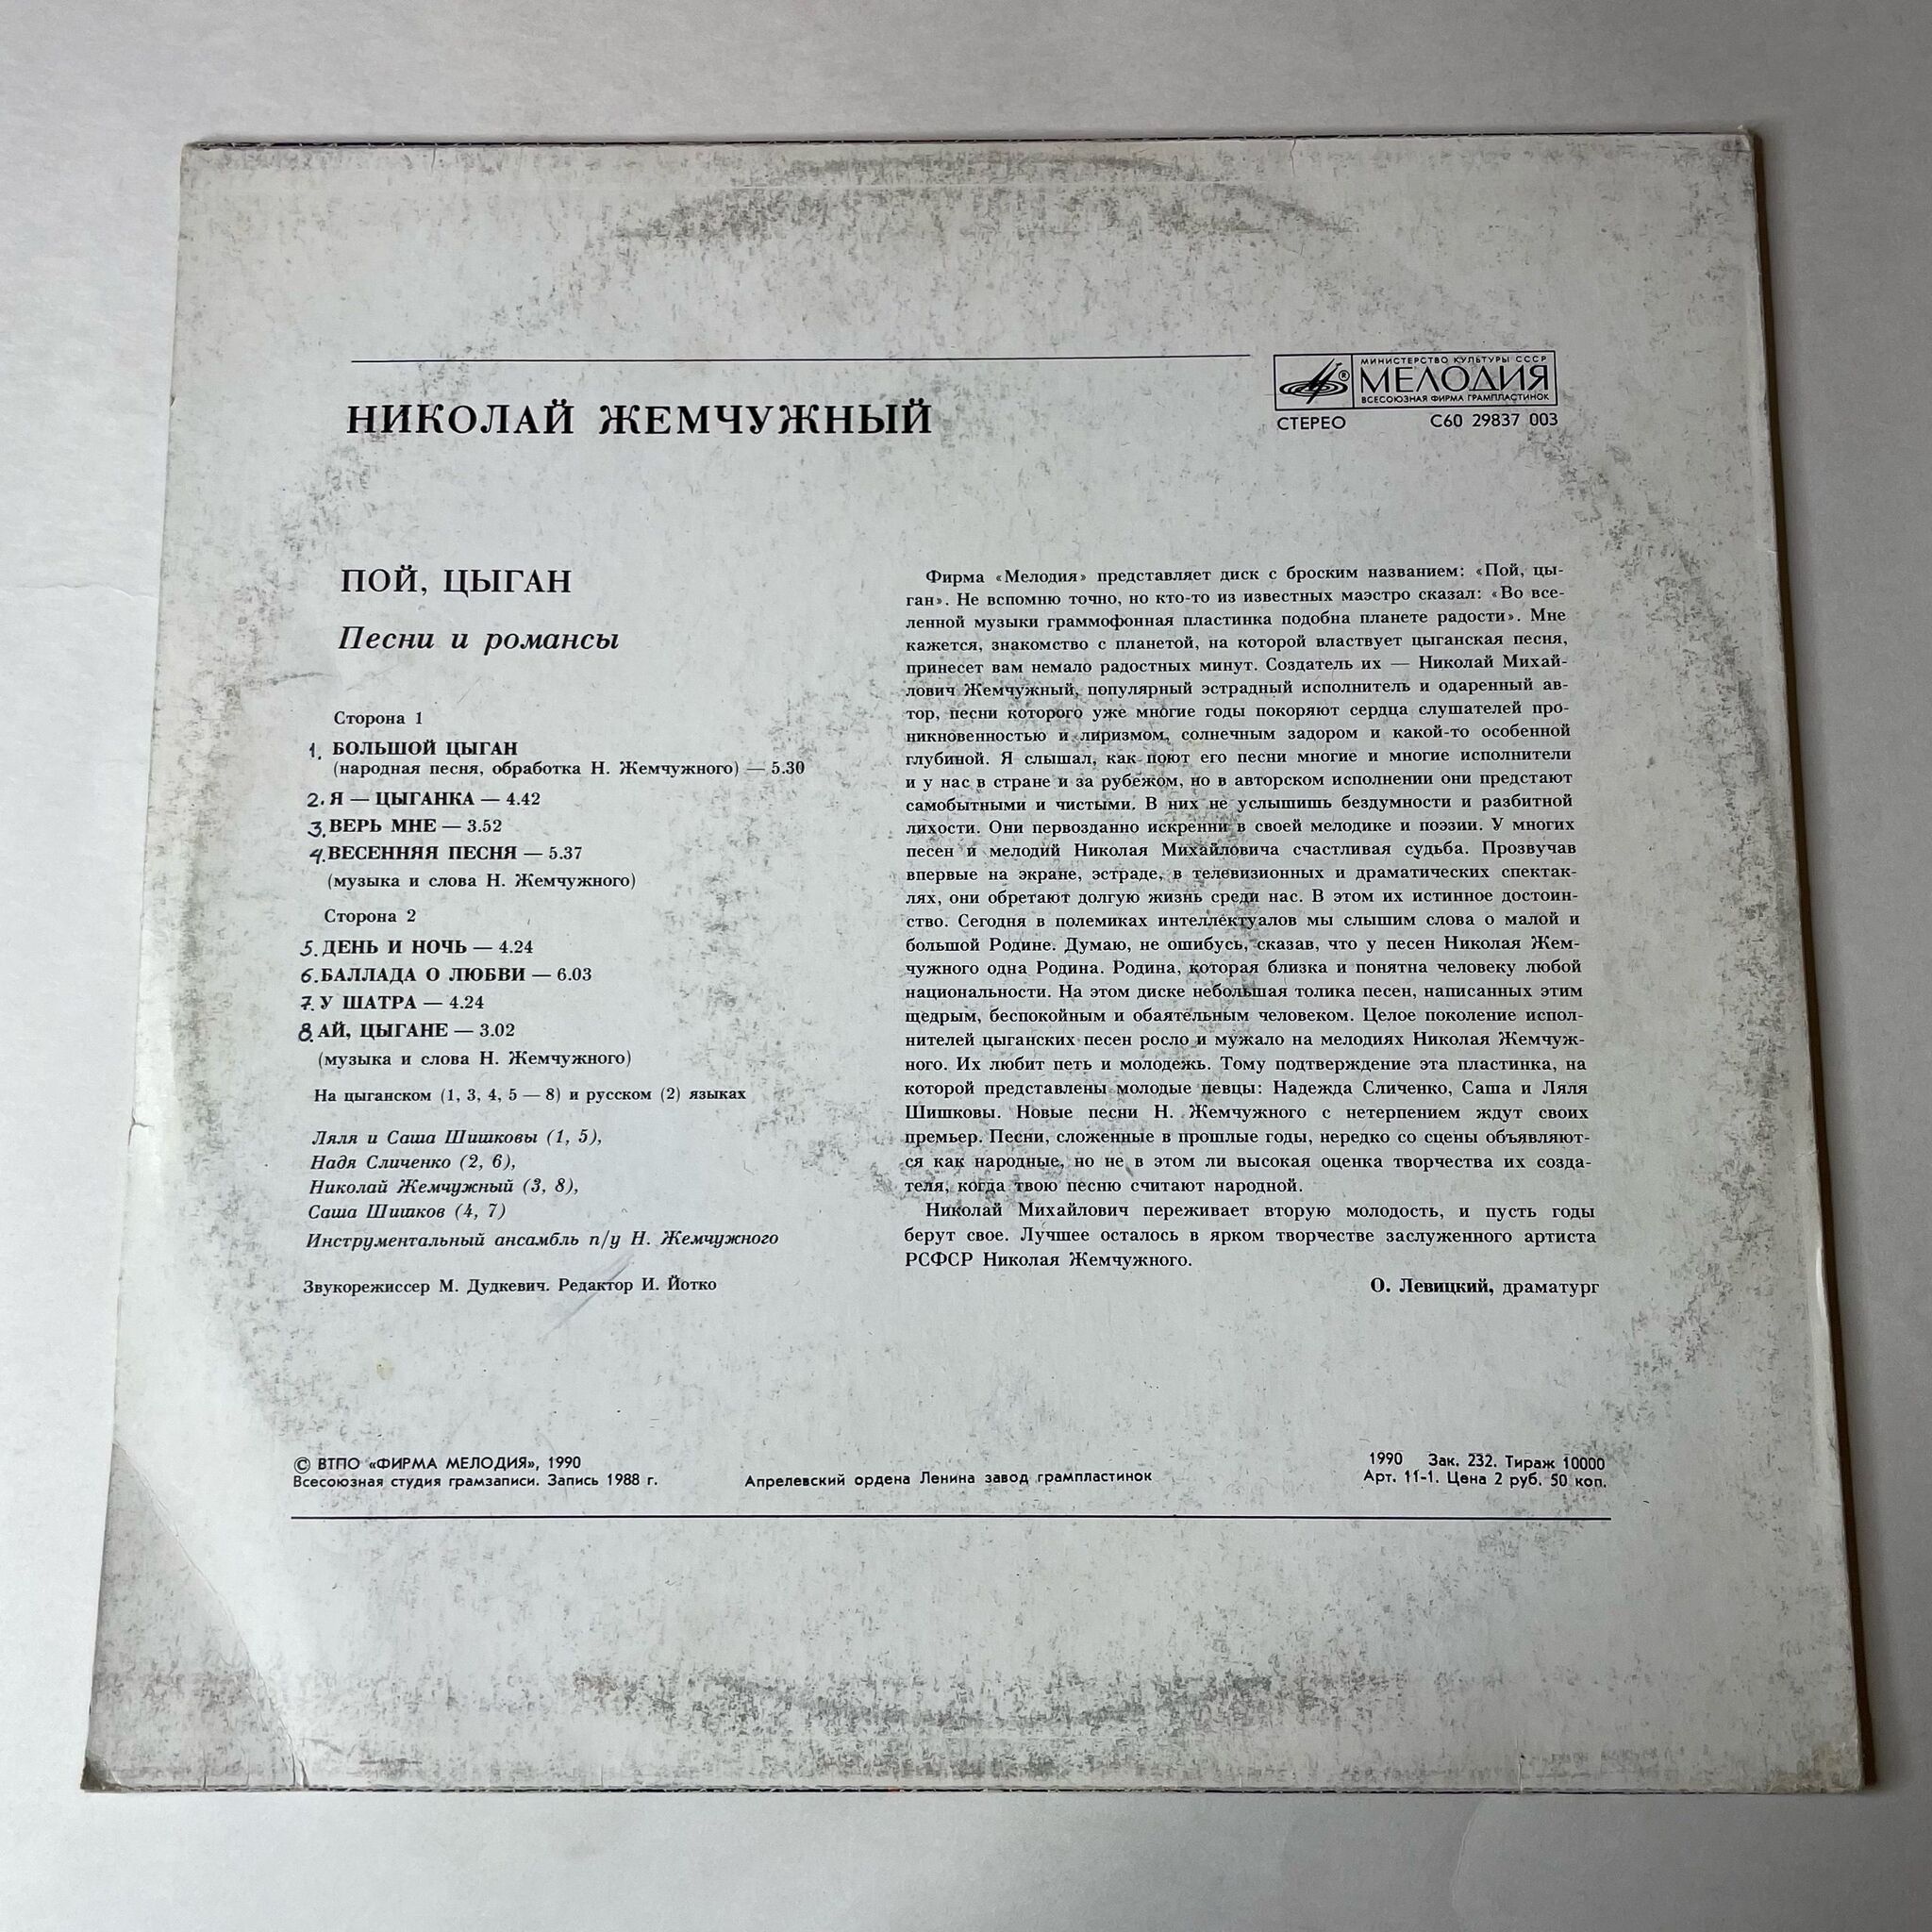 МИНИСТЕРСТВО КУЛЬТУРЫ СССР
МЕЛОДИЯ
ВСЕСОЮЗНАЯ ФИРМА ГРАМПЛАСТИНОК
СТЕРЕО С60 29837 003
НИКОЛАЙ ЖЕМЧУЖНЫЙ
ПОЙ, ЦЫГАН
Песни и романсы
Сторона 1
1. БОЛЬШОЙ ЦЫГАН
(народная песня, обработка Н. Жемчужного) — 5.30
2. Я — ЦЫГАНКА — 4.42
3. ВЕРЬ МНЕ — 3.52
4. ВЕСЕННЯЯ ПЕСНЯ — 5.37
(музыка и слова Н. Жемчужного)
Сторона 2
5. ДЕНЬ И НОЧЬ — 4.24
6. БАЛЛАДА О ЛЮБВИ — 6.03
7. У ШАТРА — 4.24
8. АЙ, ЦЫГАНЕ — 3.02
(музыка и слова Н. Жемчужного)
На цыганском (1, 3, 4, 5 — 8) и русском (2) языках
Ляля и Саша Шишковы (1, 5),
Надя Сличенко (2, 6),
Николай Жемчужный (3, 8),
Саша Шишков (4, 7)
Инструментальный ансамбль п/у Н. Жемчужного
Звукорежиссер М. Дудкевич. Редактор И. Йотко
Фирма «Мелодия» представляет диск с броским названием: «Пой, цы-
ган». Не вспомню точно, но кто-то из известных маэстро сказал: «Во все-
ленной музыки граммофонная пластинка подобна планете радости». Мне
кажется, знакомство с планетой, на которой властвует цыганская песня,
принесет вам немало радостных минут. Создатель их — Николай Михай-
лович Жемчужный, популярный эстрадный исполнитель и одаренный ав-
тор, песни которого уже многие годы покоряют сердца слушателей про-
никновенностью и лиризмом, солнечным задором и какой-то особенной
глубиной. Я слышал, как поют его песни многие и многие исполнители
и у нас в стране и за рубежом, но в авторском исполнении они предстают
самобытными и чистыми. В них не услышишь бездумности и разбитной
лихости. Они первозданно искренни в своей мелодике и поэзии. У многих
песен и мелодий Николая Михайловича счастливая судьба. Прозвучав
впервые на экране, эстраде, в телевизионных и драматических спектак-
лях, они обретают долгую жизнь среди нас. В этом их истинное достоин-
ство. Сегодня в полемиках интеллектуалов мы слышим слова о малой и
большой Родине. Думаю, не ошибусь, сказав, что у песен Николая Жем-
чужного одна Родина. Родина, которая близка и понятна человеку любой
национальности. На этом диске небольшая толика песен, написанных этим
щедрым, беспокойным и обаятельным человеком. Целое поколение испол-
нителей цыганских песен росло и мужало на мелодиях Николая Жемчуж-
ного. Их любит петь и молодежь. Тому подтверждение эта пластинка, на
которой представлены молодые певцы: Надежда Сличенко, Саша и Ляля
Шишковы. Новые песни Н. Жемчужного с нетерпением ждут своих
премьер. Песни, сложенные в прошлые годы, нередко со сцены объявляют-
ся как народные, но не в этом ли высокая оценка творчества их созда-
теля, когда твою песню считают народной.
Николай Михайлович переживает вторую молодость, и пусть годы
берут свое. Лучшее осталось в ярком творчестве заслуженного артиста
РСФСР Николая Жемчужного.
О. Левицкий, драматург
© ВТПО «ФИРМА МЕЛОДИЯ», 1990
Всесоюзная студия грамзаписи. Запись 1988 г.
Апрелевский ордена Ленина завод грампластинок
1990 Зак. 232. Тираж 10000
Арт. 11-1. Цена 2 руб. 50 коп.